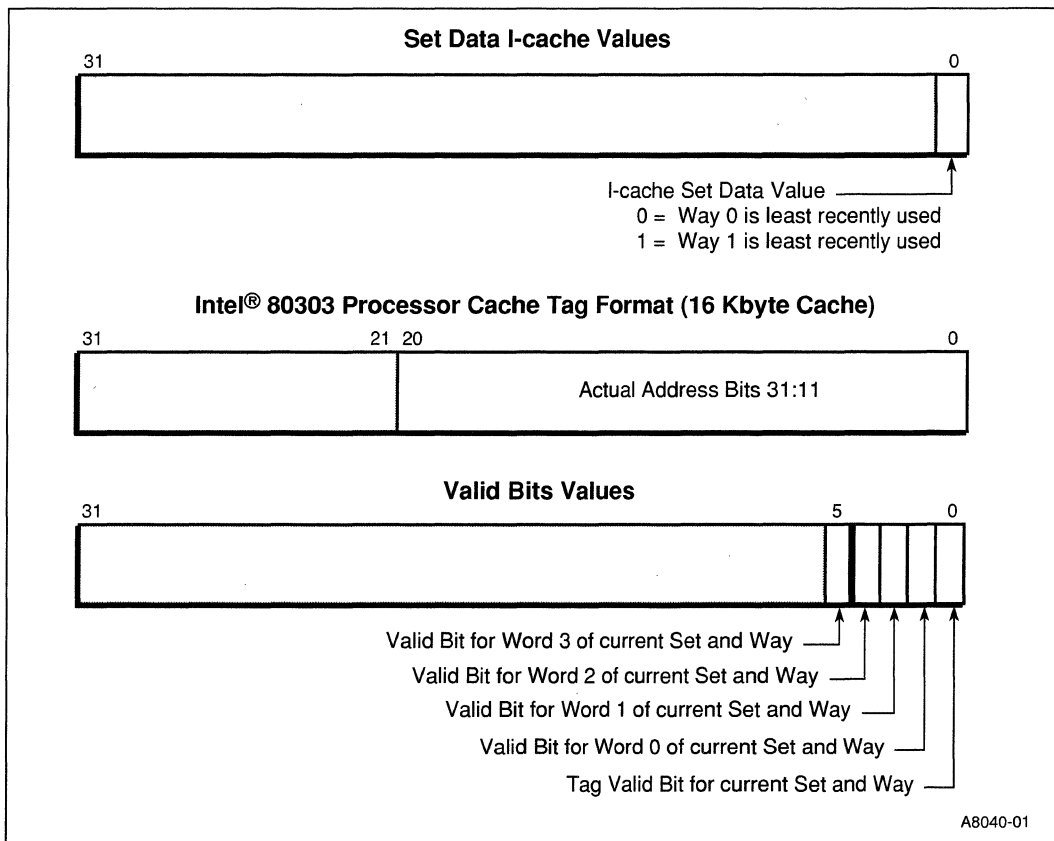 Set Data I-cache Values
31 0
I-cache Set Data Value
0 = Way 0 is least recently used
1 = Way 1 is least recently used
Intel® 80303 Processor Cache Tag Format (16 Kbyte Cache)
31 21 20 0
Actual Address Bits 31:11
Valid Bits Values
31 5 0
Valid Bit for Word 3 of current Set and Way
Valid Bit for Word 2 of current Set and Way
Valid Bit for Word 1 of current Set and Way
Valid Bit for Word 0 of current Set and Way
Tag Valid Bit for current Set and Way
A8040-01